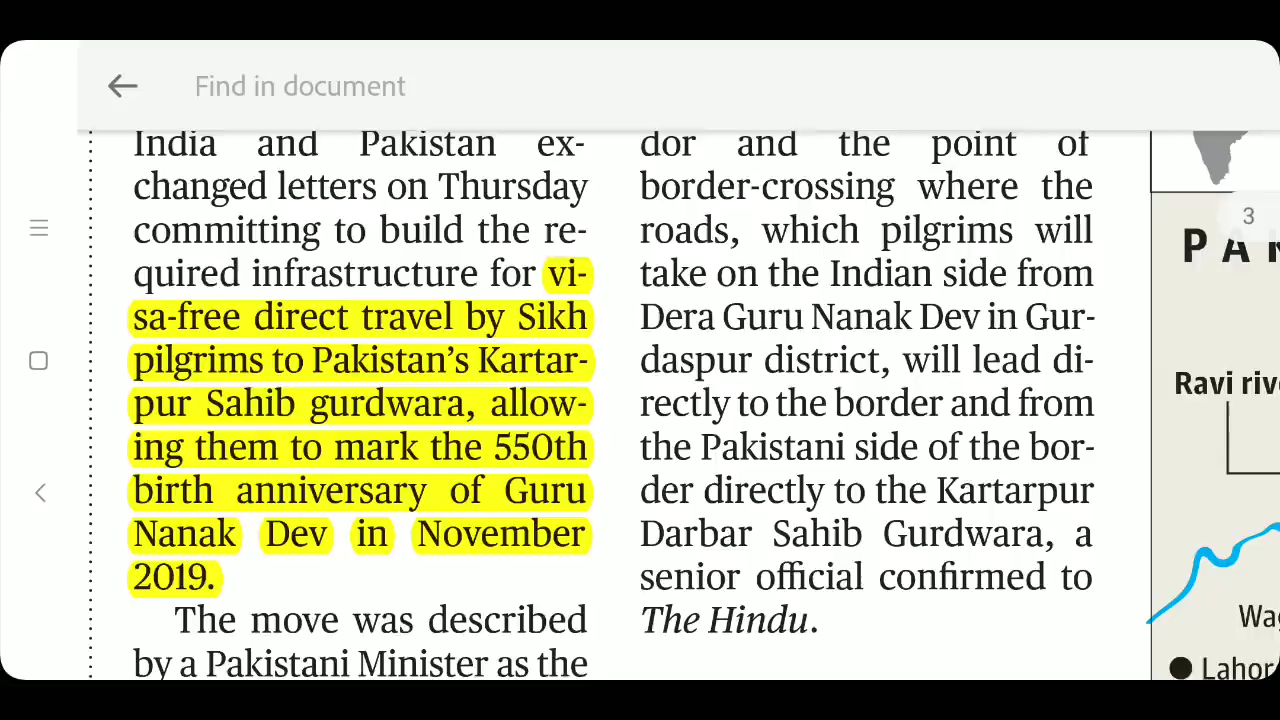 Find in document
India and Pakistan ex-
changed letters on Thursday
committing to build the re-
quired infrastructure for vi-
sa-free direct travel by Sikh
pilgrims to Pakistan's Kartar-
pur Sahib gurdwara, allow-
ing them to mark the 550th
birth anniversary of Guru
Nanak Dev in November
2019.
The move was described
by a Pakistani Minister as the
dor and the point of
border-crossing where the
roads, which pilgrims will
take on the Indian side from
Dera Guru Nanak Dev in Gur-
daspur district, will lead di-
rectly to the border and from
the Pakistani side of the bor-
der directly to the Kartarpur
Darbar Sahib Gurdwara, a
senior official confirmed to
The Hindu.
3
P A
Ravi